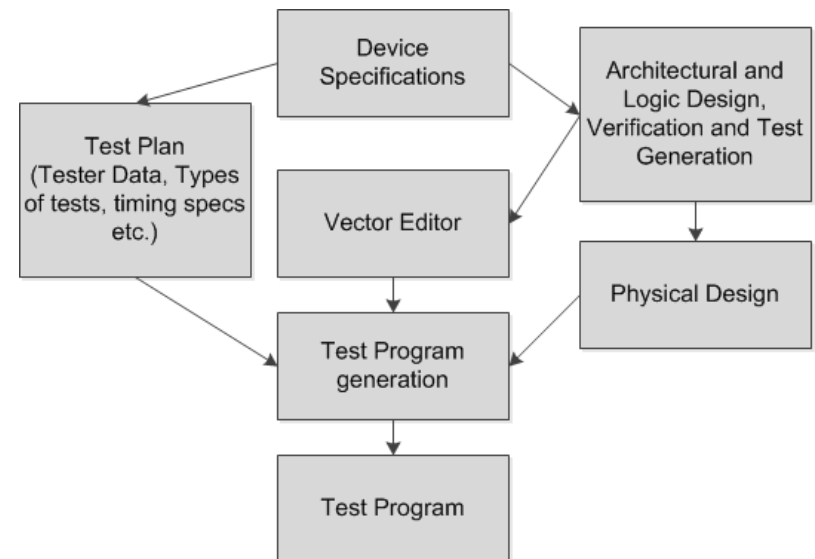 Device
Specifications
Architectural and
Logic Design,
Verification and Test
Generation
Test Plan
(Tester Data, Types
of tests, timing specs
etc.)
Vector Editor
Physical Design
Test Program
generation
Test Program